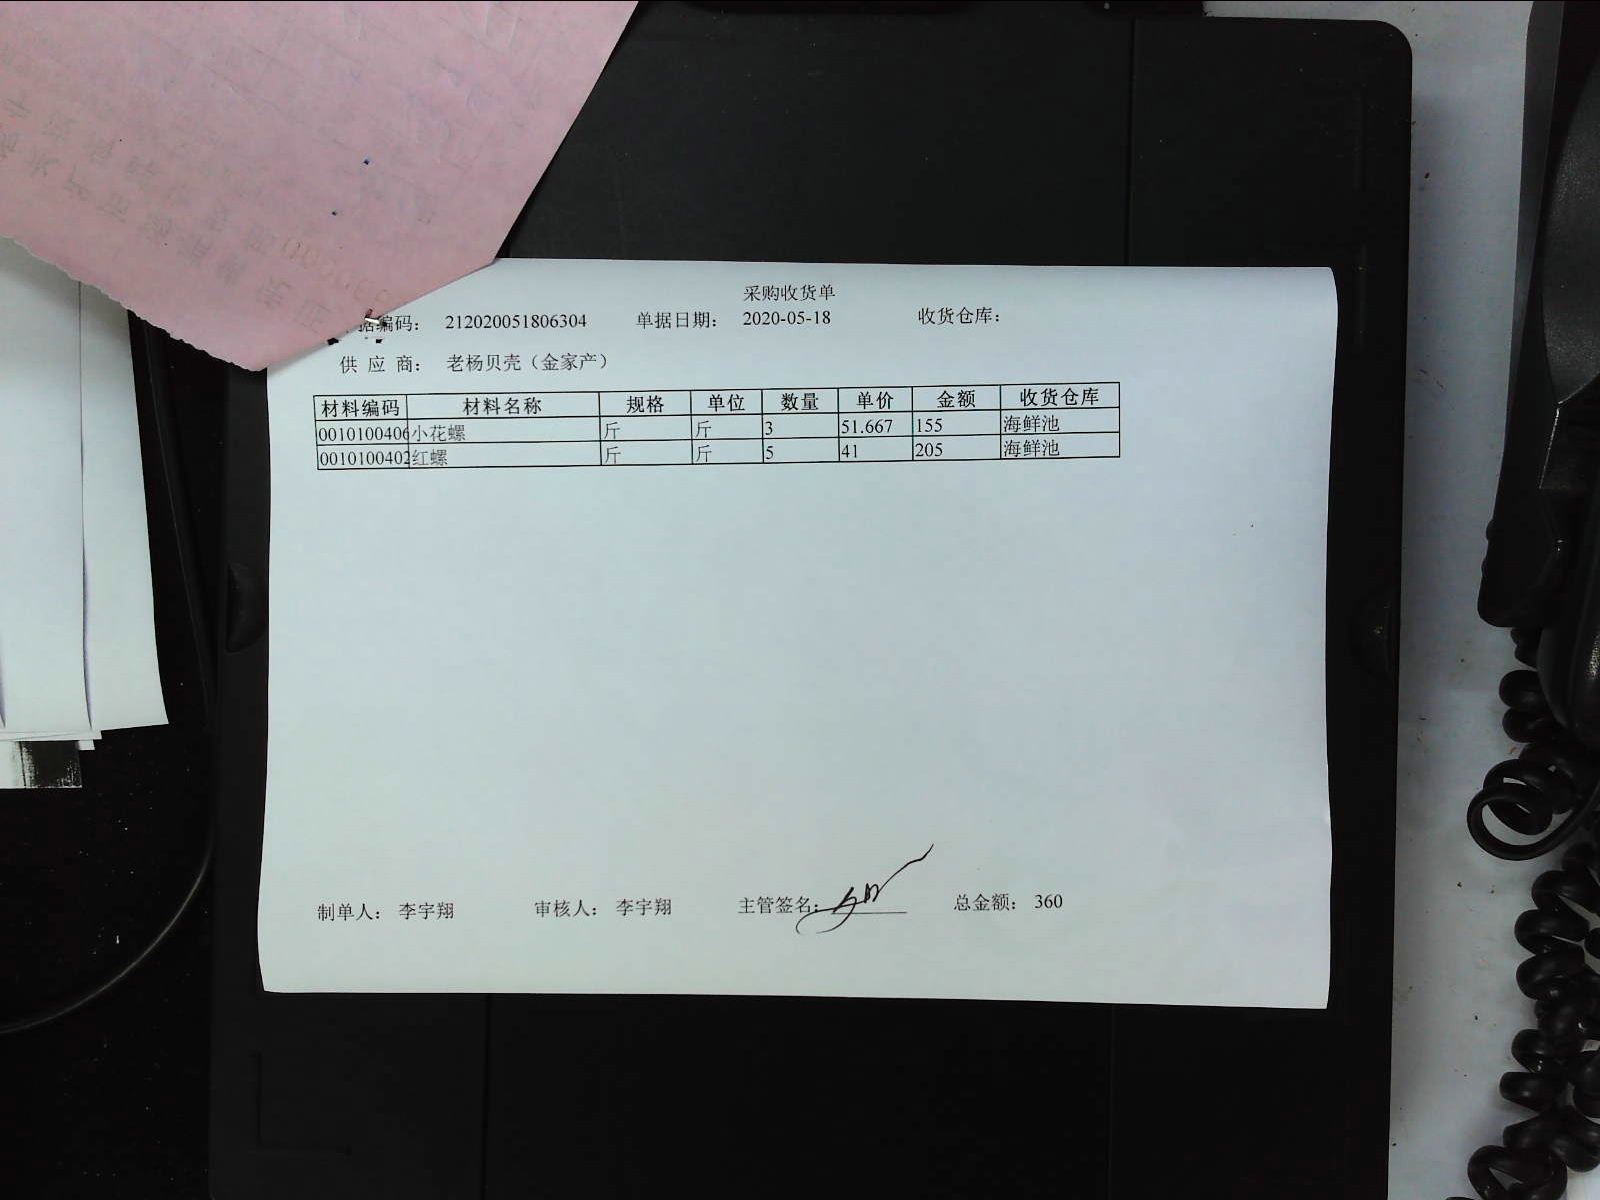 采购收货单
据编码： 212020051806304 单据日期： 2020-05-18 收货仓库：
供 应 商： 老杨贝壳（金家产）
材料编码 材料名称 规格 单位 数量 单价 金额 收货仓库
0010100406 小花螺 斤 斤 3 51.667 155 海鲜池
0010100402 红螺 斤 斤 5 41 205 海鲜池
制单人： 李宇翔 审核人： 李宇翔 主管签名： 总金额： 360